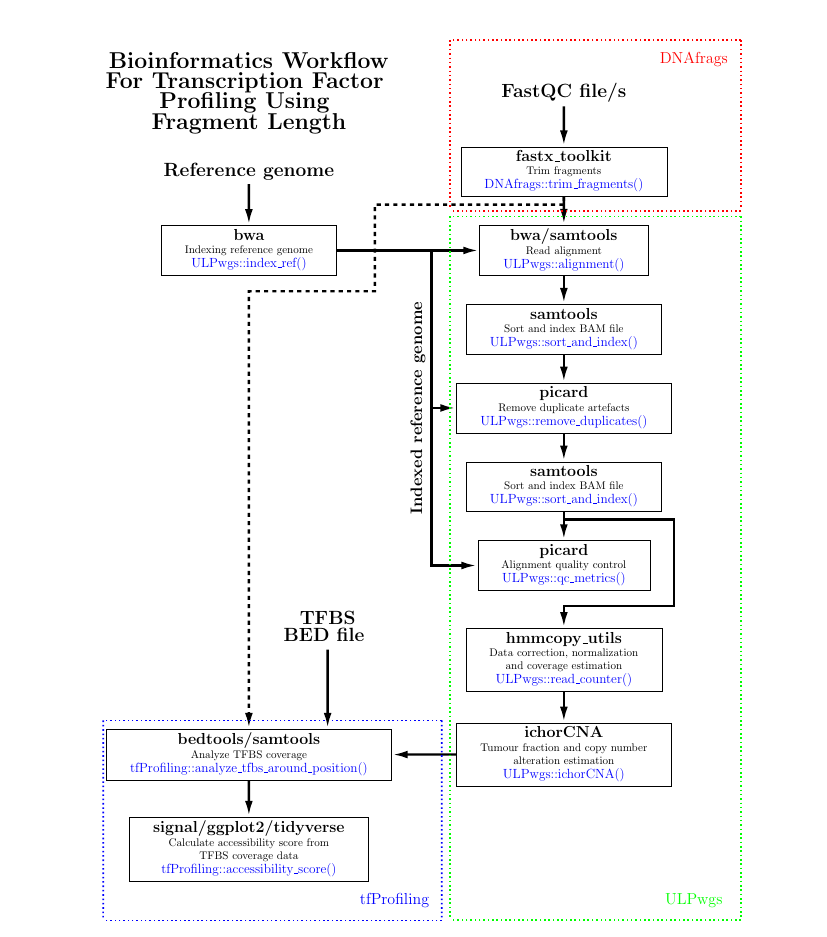 Bioinformatics Workflow
For Transcription Factor
Profiling Using
Fragment Length
DNAfrags
FastQC file/s
fastx_toolkit
Trim fragments
DNAfrags::trim_fragments()
Reference genome
bwa
Indexing reference genome
ULPwgs::index_ref()
bwa/samtools
Read alignment
ULPwgs::alignment()
samtools
Sort and index BAM file
ULPwgs::sort_and_index()
Indexed reference genome
picard
Remove duplicate artefacts
ULPwgs::remove_duplicates()
samtools
Sort and index BAM file
ULPwgs::sort_and_index()
picard
Alignment quality control
ULPwgs::qc_metrics()
TFBS
BED file
hmmcopy_utils
Data correction, normalization
and coverage estimation
ULPwgs::read_counter()
ichorCNA
Tumour fraction and copy number
alteration estimation
ULPwgs::ichorCNA()
bedtools/samtools
Analyze TFBS coverage
tfProfiling::analyze_tfbs_around_position()
signal/ggplot2/tidyverse
Calculate accessibility score from
TFBS coverage data
tfProfiling::accessibility_score()
tfProfiling
ULPwgs